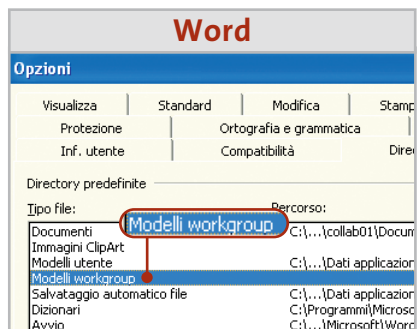 Word
Opzioni
Visualizza Standard Modifica Stamp
Protezione Ortografia e grammatica
Inf. utente Compatibilità Dire
Directory predefinite
Tipo file: Percorso:
Modelli workgroup
Documenti C:\...\collab01\Docum
Immagini ClipArt
Modelli utente C:\...\Dati applicazion
Modelli workgroup
Salvataggio automatico file C:\...\Dati applicazion
Dizionari C:\Programmi\Microso
Avvio C:\...\Microsoft\Word